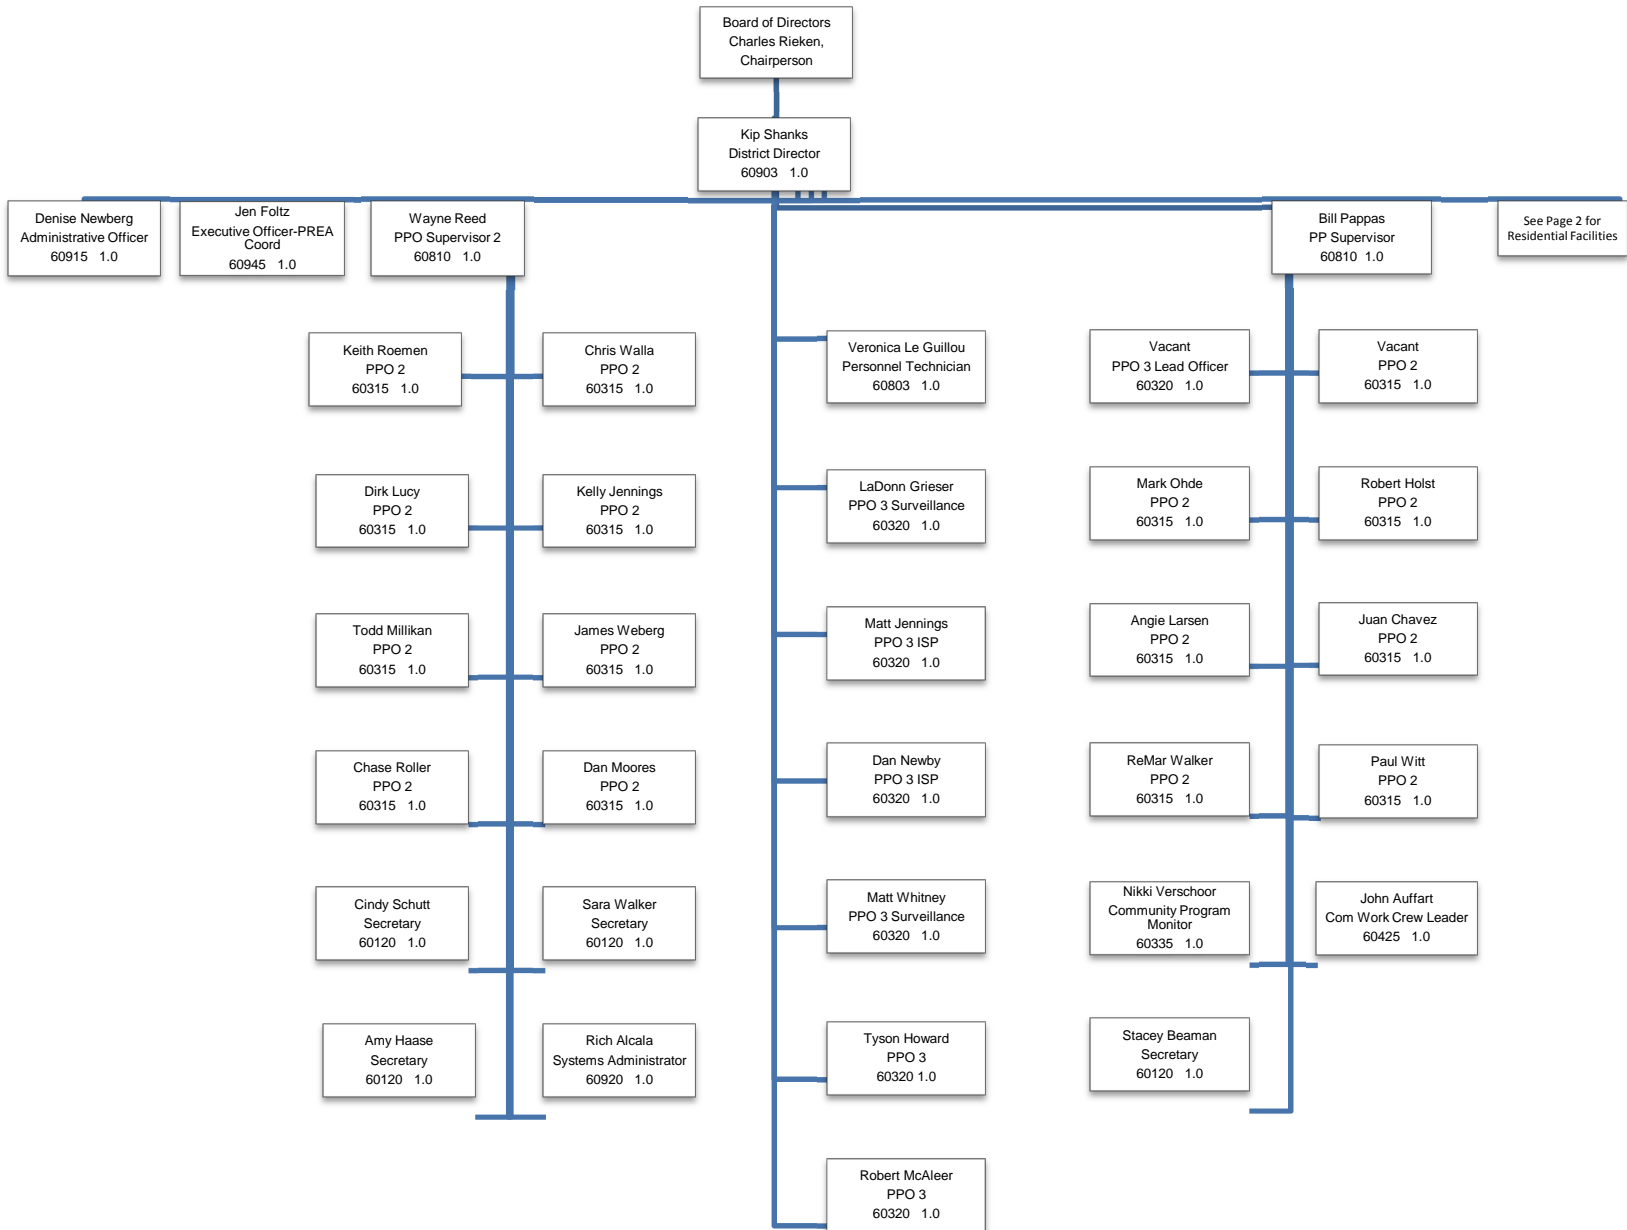 Board of Directors
Charles Rieken,
Chairperson
Kip Shanks
District Director
60903 1.0
Denise Newberg
Administrative Officer
60915 1.0
Jen Foltz
Executive Officer-PREA
Coord
60945 1.0
Wayne Reed
PPO Supervisor 2
60810 1.0
Bill Pappas
PP Supervisor
60810 1.0
See Page 2 for
Residential Facilities
Keith Roemen
PPO 2
60315 1.0
Chris Walla
PPO 2
60315 1.0
Veronica Le Guillou
Personnel Technician
60803 1.0
Vacant
PPO 3 Lead Officer
60320 1.0
Vacant
PPO 2
60315 1.0
Dirk Lucy
PPO 2
60315 1.0
Kelly Jennings
PPO 2
60315 1.0
LaDonn Grieser
PPO 3 Surveillance
60320 1.0
Mark Ohde
PPO 2
60315 1.0
Robert Holst
PPO 2
60315 1.0
Todd Millikan
PPO 2
60315 1.0
James Weberg
PPO 2
60315 1.0
Matt Jennings
PPO 3 ISP
60320 1.0
Angie Larsen
PPO 2
60315 1.0
Juan Chavez
PPO 2
60315 1.0
Chase Roller
PPO 2
60315 1.0
Dan Moores
PPO 2
60315 1.0
Dan Newby
PPO 3 ISP
60320 1.0
ReMar Walker
PPO 2
60315 1.0
Paul Witt
PPO 2
60315 1.0
Cindy Schutt
Secretary
60120 1.0
Sara Walker
Secretary
60120 1.0
Matt Whitney
PPO 3 Surveillance
60320 1.0
Nikki Verschoor
Community Program
Monitor
60335 1.0
John Auffart
Com Work Crew Leader
60425 1.0
Amy Haase
Secretary
60120 1.0
Rich Alcala
Systems Administrator
60920 1.0
Tyson Howard
PPO 3
60320 1.0
Stacey Beaman
Secretary
60120 1.0
Robert McAleer
PPO 3
60320 1.0